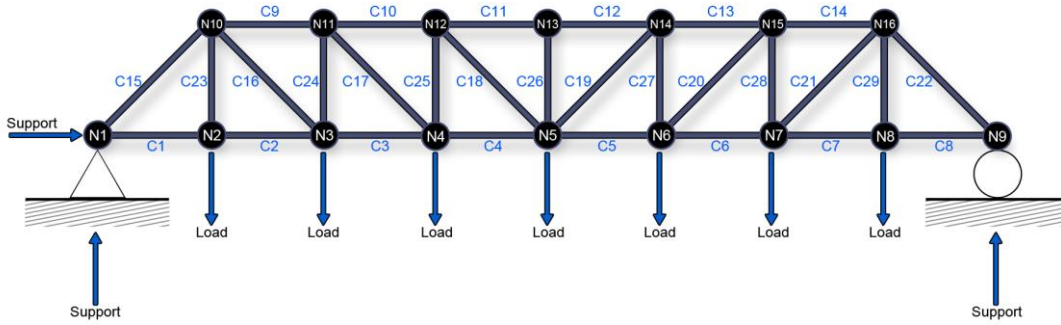 C9 C10 C11 C12 C13 C14
N10 N11 N12 N13 N14 N15 N16
C15 C23 C16 C24 C17 C25 C18 C26 C19 C27 C20 C28 C21 C29 C22
Support
N1 N2 N3 N4 N5 N6 N7 N8 N9
C1 C2 C3 C4 C5 C6 C7 C8
Load Load Load Load Load Load Load
Support Support